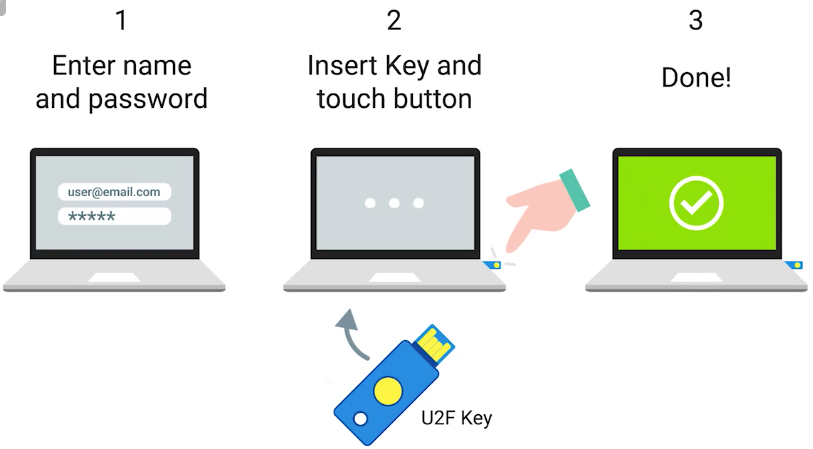 1
Enter name
and password
2
Insert Key and
touch button
3
Done!
user@email.com
*****
U2F Key